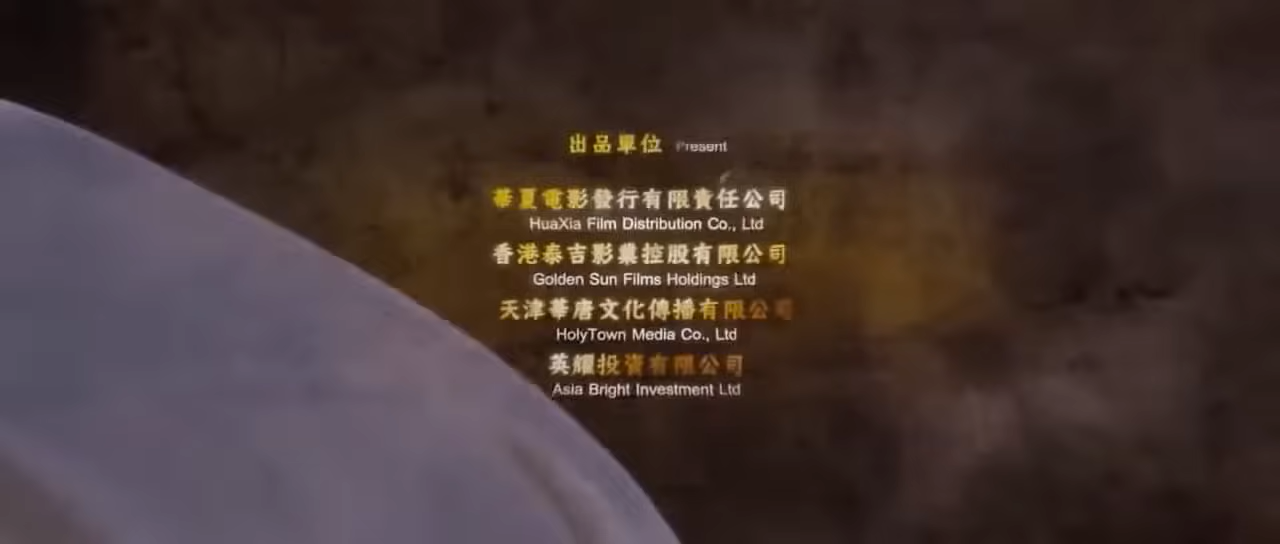 出品單位 Present
華夏電影發行有限責任公司
HuaXia Film Distribution Co., Ltd
香港泰吉影業控股有限公司
Golden Sun Films Holdings Ltd
天津華唐文化傳播有限公司
HolyTown Media Co., Ltd
英耀投資有限公司
Asia Bright Investment Ltd